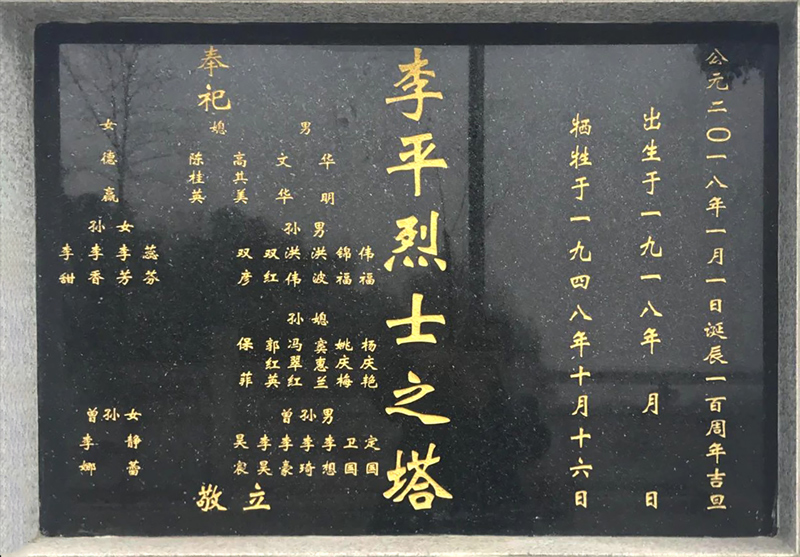 公元二〇一八年一月一日诞辰一百周年吉旦
出生于一九一八年 月 日
牺牲于一九四八年十月十六日
李平烈士之塔
奉祀
男
华明
文华
媳
高其美
陈桂英
女
德赢
孙男
伟福
锦福
洪波
洪伟
双红
双彦
孙女
蕊芬
李芳
李香
李甜
孙媳
杨庆艳
姚庆梅
窦惠兰
冯翠红
郭红英
保菲
曾孙男
定国
卫国
李想
李琦
李豪
李昊
昊宸
曾孙女
静蕾
李娜
敬立